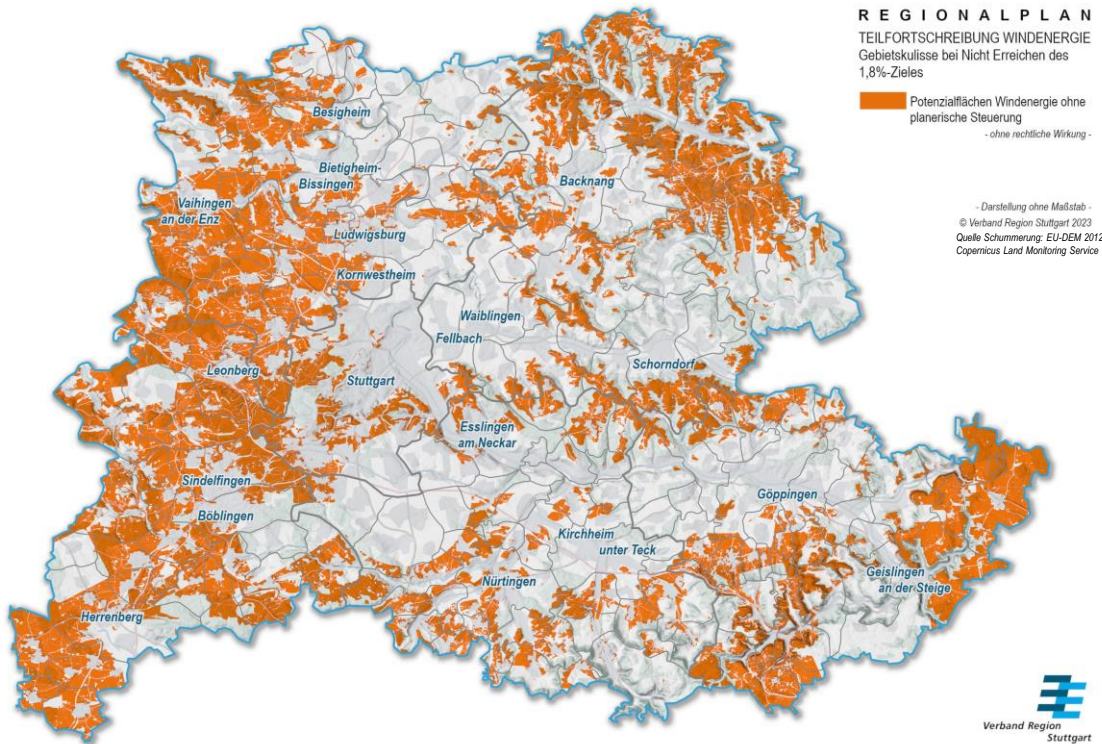 REGIONALPLAN
TEILFORTSCHREIBUNG WINDENERGIE
Gebietskulisse bei Nicht Erreichen des
1,8%-Zieles
Potenzialflächen Windenergie ohne
planerische Steuerung
- ohne rechtliche Wirkung -
- Darstellung ohne Maßstab -
© Verband Region Stuttgart 2023
Quelle Schummerung: EU-DEM 2012
Copernicus Land Monitoring Service
Besigheim
Bietigheim-
Bissingen
Backnang
Vaihingen
an der Enz
Ludwigsburg
Kornwestheim
Waiblingen
Fellbach
Schorndorf
Leonberg
Stuttgart
Esslingen
am Neckar
Sindelfingen
Göppingen
Böblingen
Kirchheim
unter Teck
Geislingen
an der Steige
Nürtingen
Herrenberg
Verband Region
Stuttgart